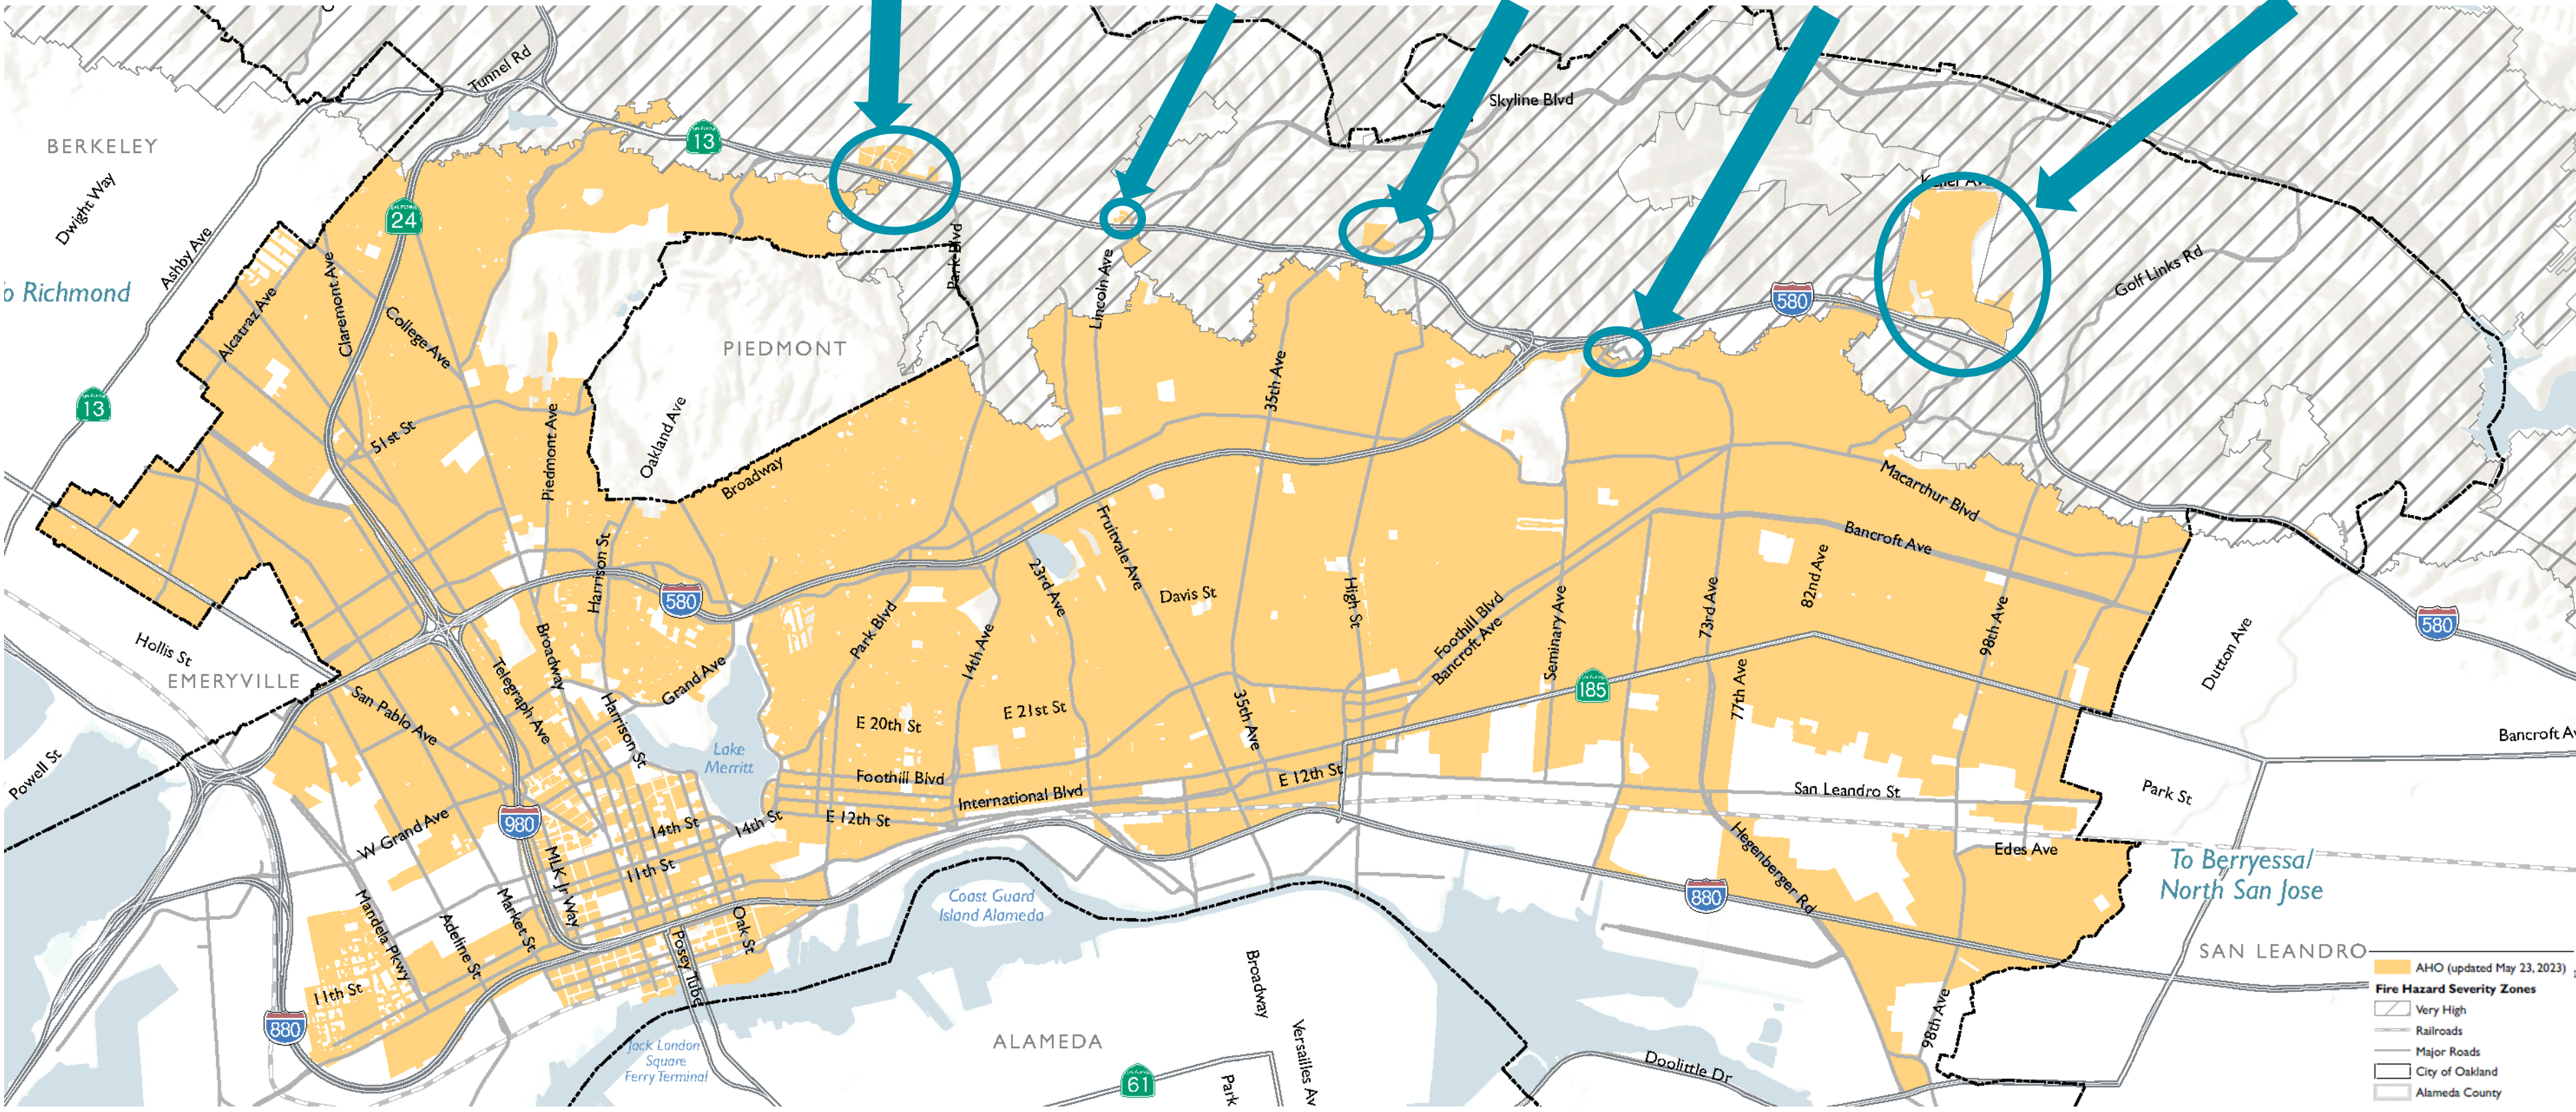 Tunnel Rd
Skyline Blvd
13
BERKELEY
Dwight Way
24
Ashby Ave
Keller Ave
Park Blvd
Golf Links Rd
Claremont Ave
Lincoln Ave
Richmond
580
Alcatraz Ave
College Ave
PIEDMONT
35th Ave
13
51st St
Piedmont Ave
Oakland Ave
Broadway
Macarthur Blvd
Bancroft Ave
Fruitvale Ave
23rd Ave
Harrison St
580
Davis St
High St
82nd Ave
73rd Ave
98th Ave
Seminary Ave
Foothill Blvd
Bancroft Ave
580
Dutton Ave
Hollis St
EMERYVILLE
Broadway
Park Blvd
14th Ave
Telegraph Ave
Grand Ave
San Pablo Ave
Harrison St
185
77th Ave
E 20th St
E 21st St
35th Ave
Lake
Merritt
Bancroft
Powell St
Foothill Blvd
E 12th St
International Blvd
San Leandro St
Park St
980
14th St
14th St
E 12th St
W Grand Ave
11th St
MLK Jr Way
Hegenberger Rd
Edes Ave
To Berryessa/
North San Jose
880
Coast Guard
Island Alameda
Mandela Pkwy
Adeline St
Market St
Oak St
Posey Tube
SAN LEANDRO
11th St
880
Broadway
98th Ave
ALAMEDA
Jack London
Square
Ferry Terminal
Versailles Av
Doolittle Dr
61
Park
AHO (updated May 23, 2023)
Fire Hazard Severity Zones
Very High
Railroads
Major Roads
City of Oakland
Alameda County